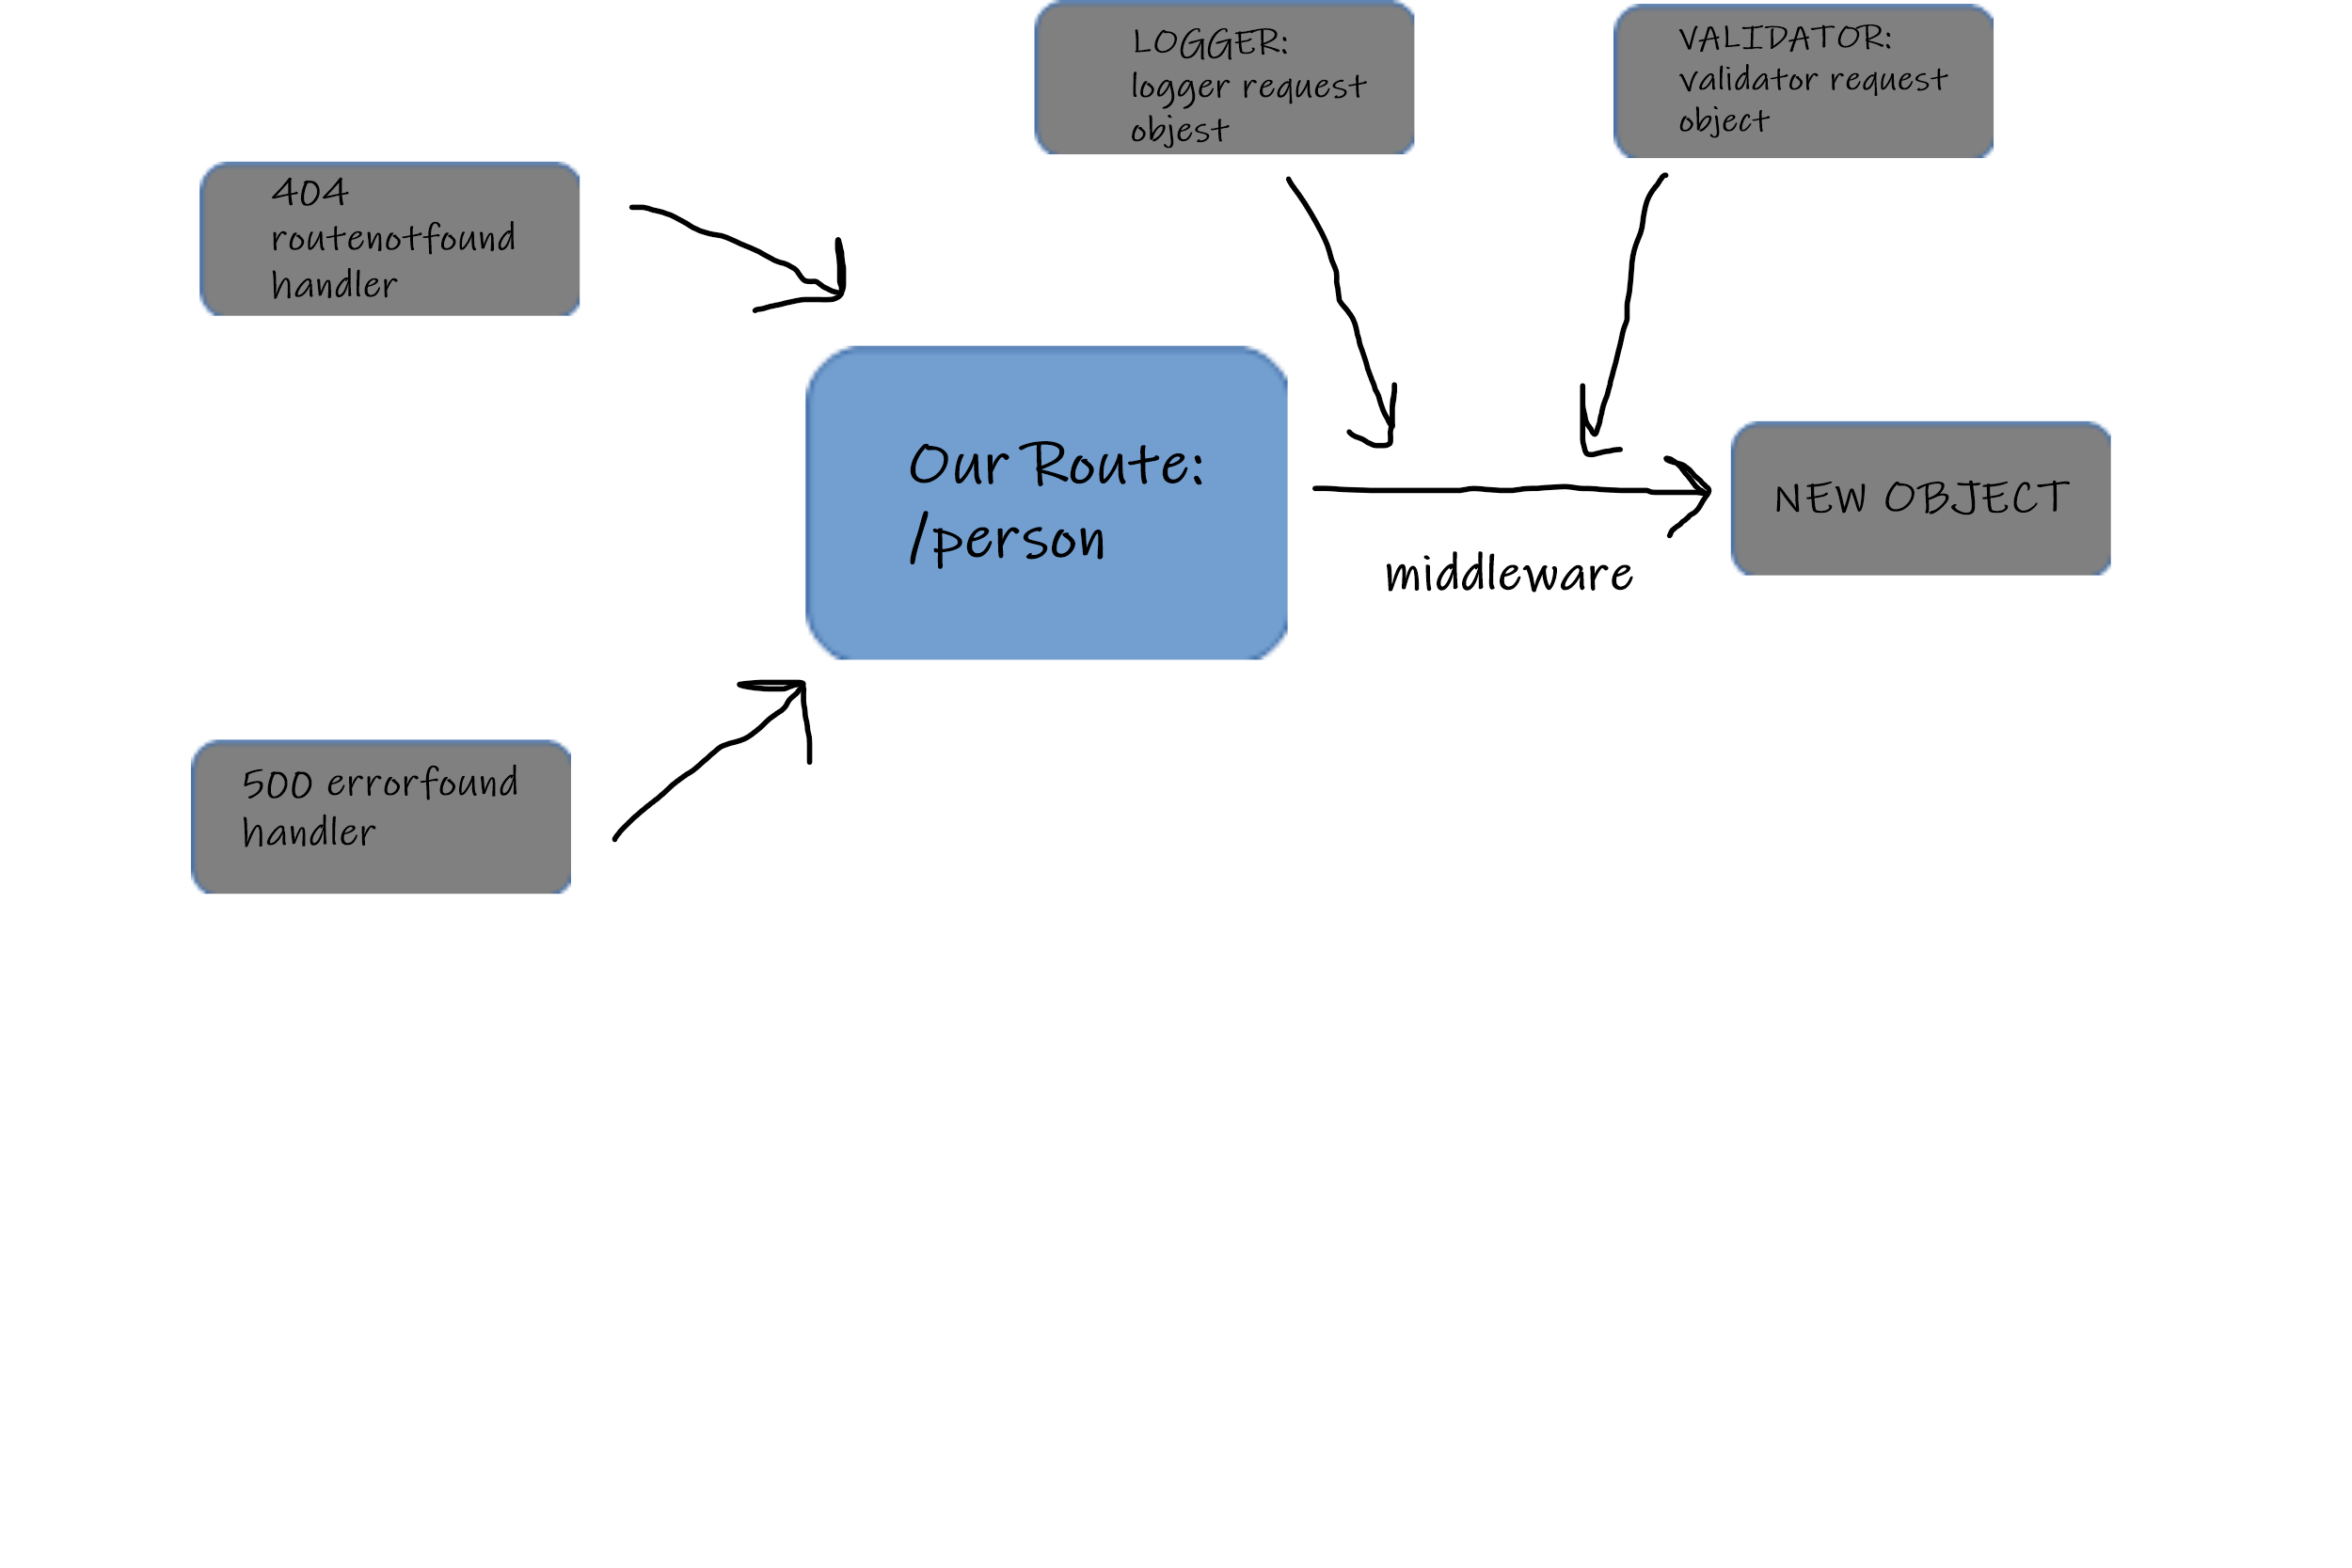 LOGGER:
logger request
objest
VALIDATOR:
validator request
object
404
routenotfound
handler
Our Route:
/person
NEW OBJECT
middleware
500 errorfound
handler